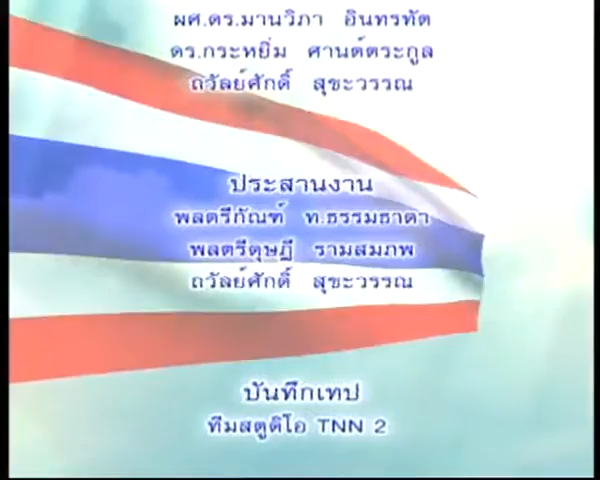 ผศ.ดร.มานวิภา อินทรทัต
ดร.กระหยิ่ม ศานต์ตระกูล
ถวัลย์ศักดิ์ สุขะวรรณ
ประสานงาน
พลตรีกัณฑ์ ท.ธรรมธาดา
พลตรีดุษฎี รามสมภพ
ถวัลย์ศักดิ์ สุขะวรรณ
บันทึกเทป
ทีมสตูดิโอ TNN 2